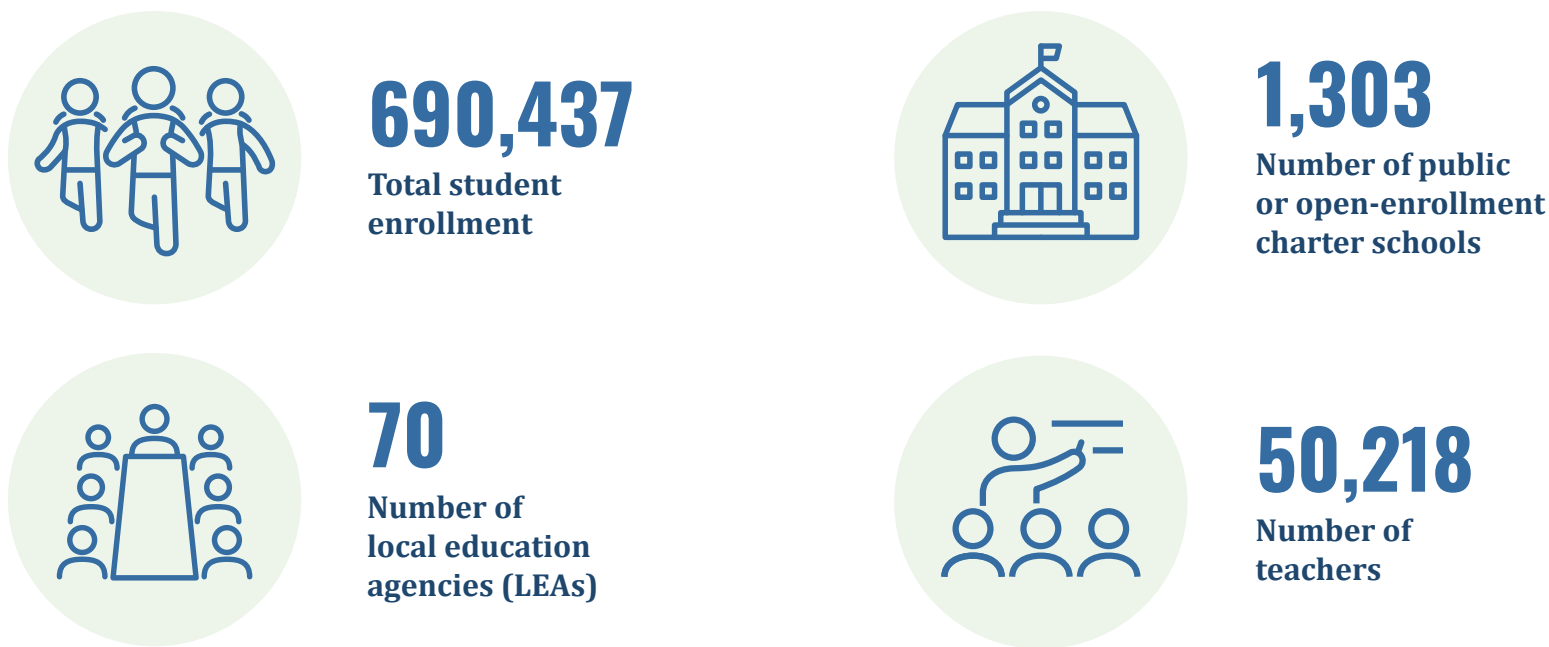 690,437
Total student
enrollment
1,303
Number of public
or open-enrollment
charter schools
70
Number of
local education
agencies (LEAs)
50,218
Number of
teachers